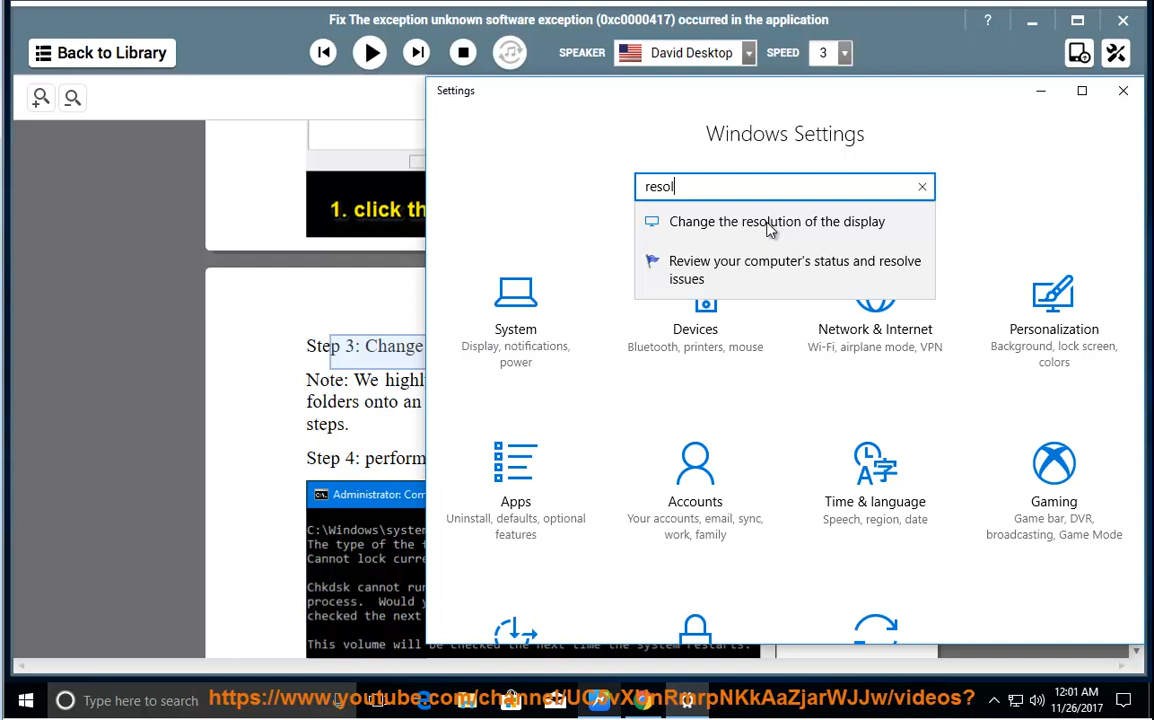 Fix The exception unknown software exception (0xc0000417) occurred in the application
?
Back to Library
SPEAKER
David Desktop
SPEED
3
Settings
Windows Settings
resol
Change the resolution of the display
Review your computer's status and resolve
issues
1. click th
System
Display, notifications,
power
Devices
Bluetooth, printers, mouse
Network & Internet
Wi-Fi, airplane mode, VPN
Personalization
Background, lock screen,
colors
Step 3: Change
Note: We highl
folders onto an
steps.
Step 4: perform
Apps
Uninstall, defaults, optional
features
Accounts
Your accounts, email, sync,
work, family
Time & language
Speech, region, date
Gaming
Game bar, DVR,
broadcasting, Game Mode
Administrator: Com
C:\Windows\system
The type of the f
Cannot lock curre
Chkdsk cannot run
process. Would y
checked the next
This volume will be checked the next time the system restarts.
Type here to search
12:01 AM
11/26/2017